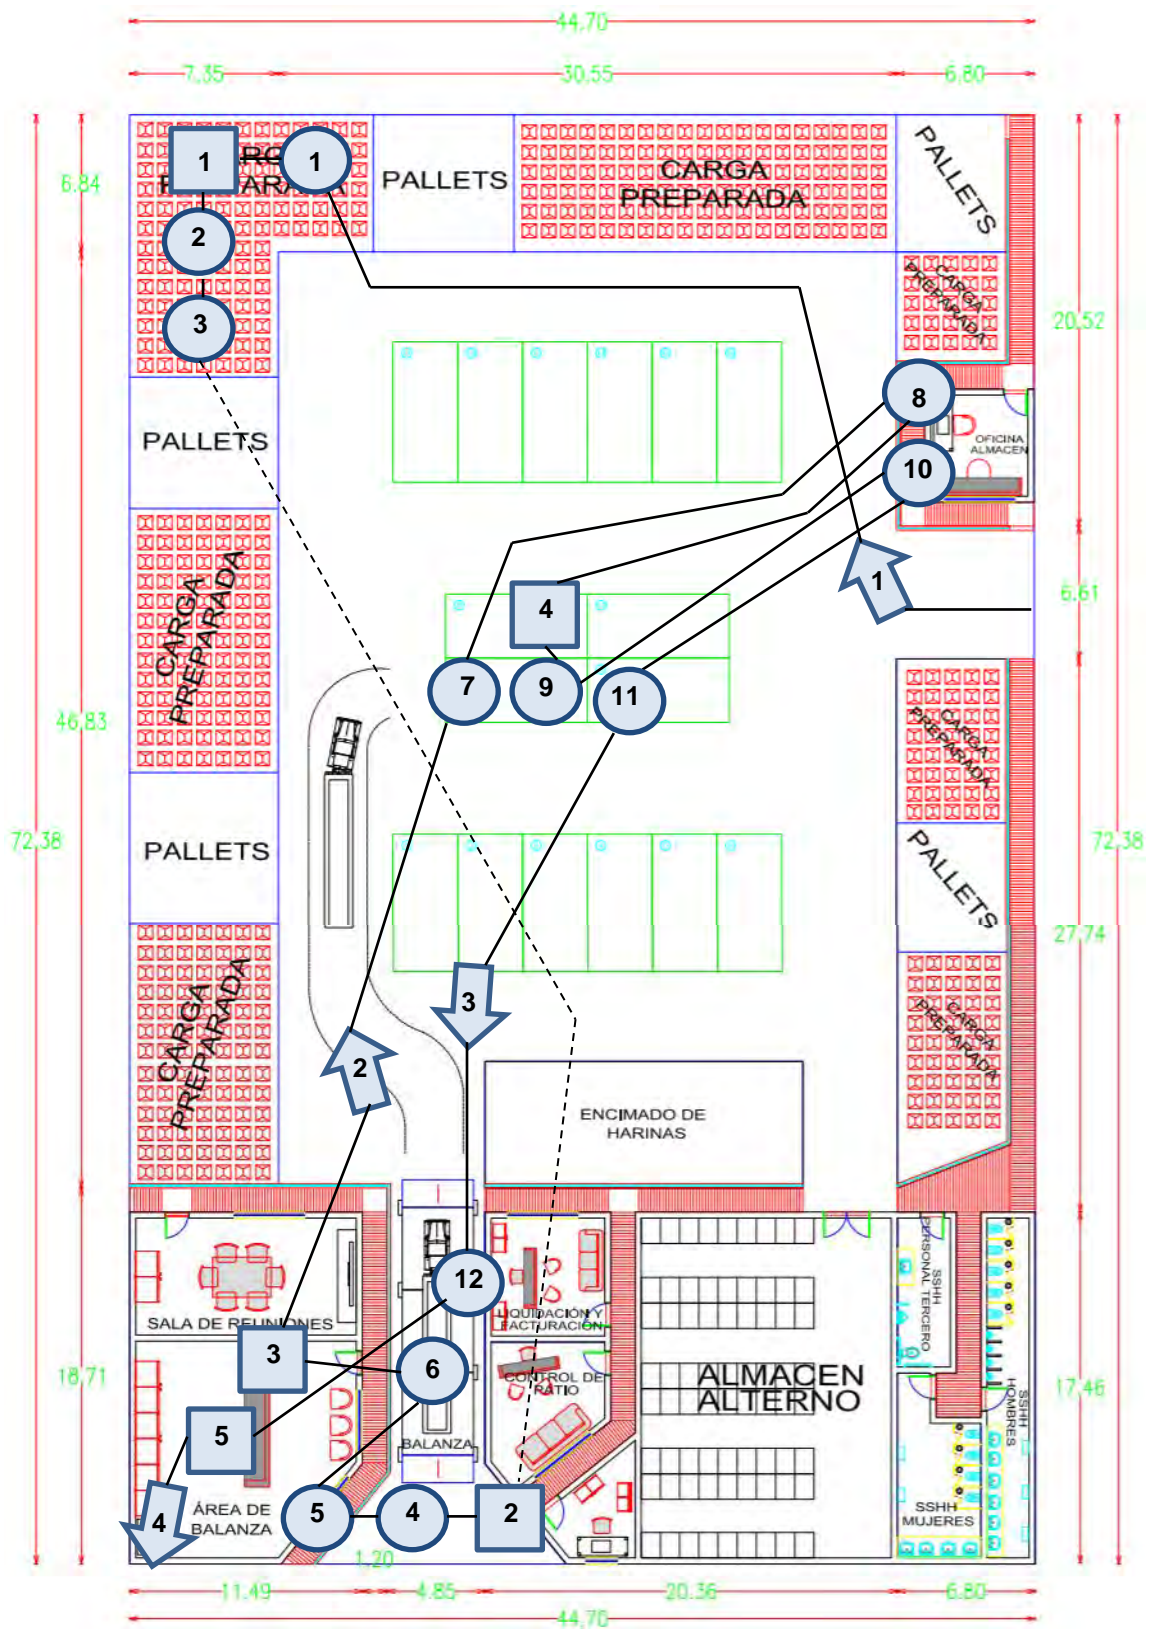 44.70
7.35
30.55
6.80
PALLETS
CARGA
PREPARADA
PALLETS
1
1
6.84
2
CARGA
PREPARADA
3
20.52
8
OFICINA
ALMACEN
PALLETS
10
1
6.61
4
CARGA
PREPARADA
7
9
11
CARGA
PREPARADA
46.83
72.38
72.38
PALLETS
PALLETS
27.74
3
CARGA
PREPARADA
CARGA
PREPARADA
2
ENCIMADO DE
HARINAS
12
SALA DE REUNIONES
LIQUIDACIÓN Y
FACTURACIÓN
SSHH
PERSONAL TERCERO
3
6
CONTROL DE
PATIO
ALMACEN
ALTERNO
18.71
17.46
SSHH
HOMBRES
5
BALANZA
ÁREA DE
BALANZA
4
5
4
2
SSHH
MUJERES
1.20
11.49
4.85
20.36
6.80
44.70